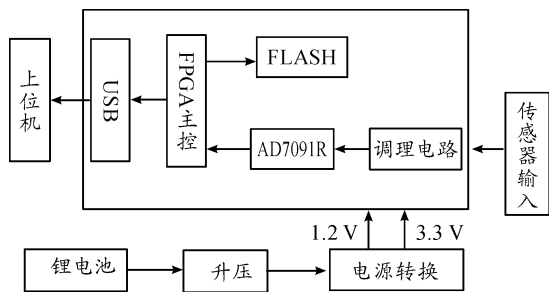 上位机
USB
FPGA主控
FLASH
AD7091R
调理电路
传感器输入
1.2 V
3.3 V
锂电池
升压
电源转换